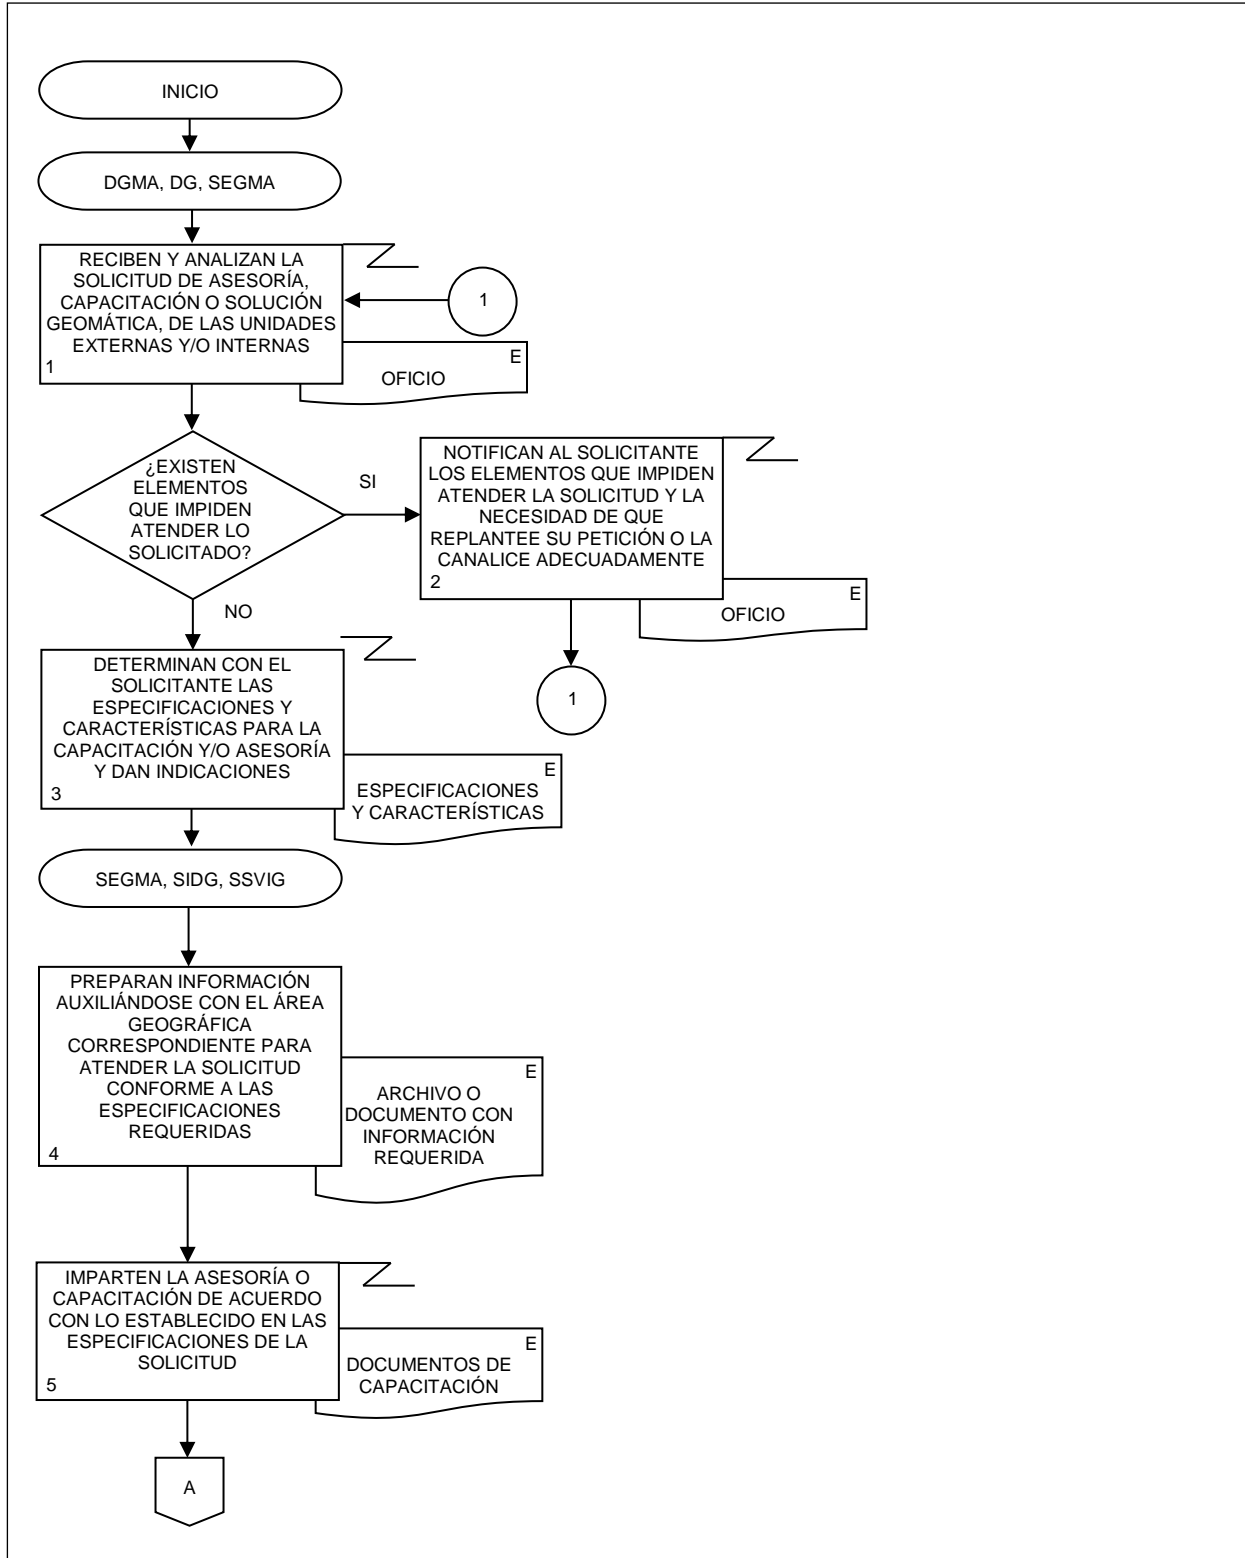 INICIO
DGMA, DG, SEGMA
RECIBEN Y ANALIZAN LA
SOLICITUD DE ASESORÍA,
CAPACITACIÓN O SOLUCIÓN
GEOMÁTICA, DE LAS UNIDADES
EXTERNAS Y/O INTERNAS
1
1
E
OFICIO
¿EXISTEN
ELEMENTOS
QUE IMPIDEN
ATENDER LO
SOLICITADO?
SI
NOTIFICAN AL SOLICITANTE
LOS ELEMENTOS QUE IMPIDEN
ATENDER LA SOLICITUD Y LA
NECESIDAD DE QUE
REPLANTEE SU PETICIÓN O LA
CANALICE ADECUADAMENTE
2
E
OFICIO
1
NO
DETERMINAN CON EL
SOLICITANTE LAS
ESPECIFICACIONES Y
CARACTERÍSTICAS PARA LA
CAPACITACIÓN Y/O ASESORÍA
Y DAN INDICACIONES
3
E
ESPECIFICACIONES
Y CARACTERÍSTICAS
SEGMA, SIDG, SSVIG
PREPARAN INFORMACIÓN
AUXILIÁNDOSE CON EL ÁREA
GEOGRÁFICA
CORRESPONDIENTE PARA
ATENDER LA SOLICITUD
CONFORME A LAS
ESPECIFICACIONES
REQUERIDAS
4
E
ARCHIVO O
DOCUMENTO CON
INFORMACIÓN
REQUERIDA
IMPARTEN LA ASESORÍA O
CAPACITACIÓN DE ACUERDO
CON LO ESTABLECIDO EN LAS
ESPECIFICACIONES DE LA
SOLICITUD
5
E
DOCUMENTOS DE
CAPACITACIÓN
A